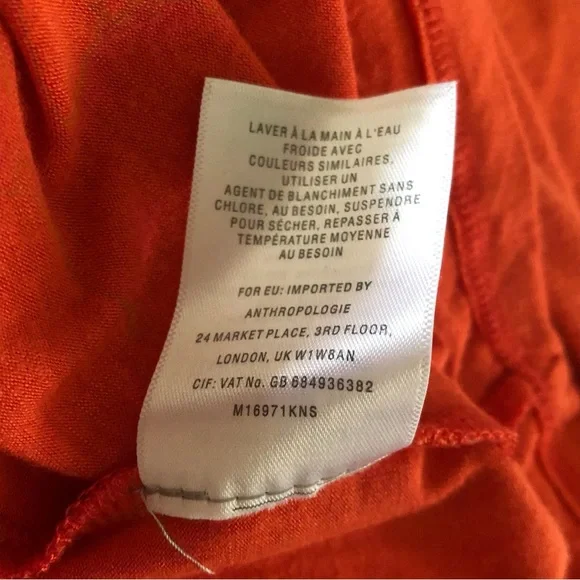 LAVER À LA MAIN À L'EAU
FROIDE AVEC
COULEURS SIMILAIRES,
UTILISER UN
AGENT DE BLANCHIMENT SANS
CHLORE, AU BESOIN, SUSPENDRE
POUR SÉCHER, REPASSER À
TEMPÉRATURE MOYENNE
AU BESOIN
FOR EU: IMPORTED BY
ANTHROPOLOGIE
24 MARKET PLACE, 3RD FLOOR,
LONDON, UK W1W8AN
CIF: VAT No. GB 684936382
M16971KNS